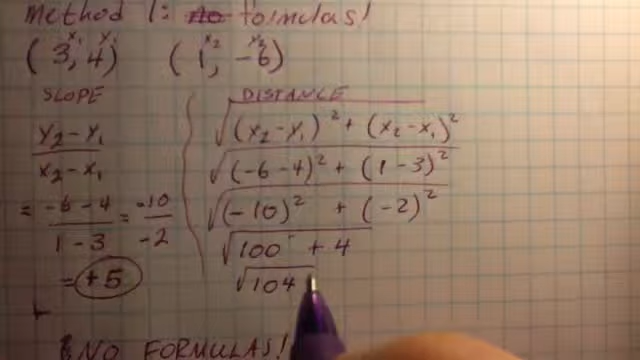 Method 1: no formulas!
x₁ y₁ x₂ y₂
(3, 4) (1, -6)
SLOPE
y₂ - y₁
x₂ - x₁
= -6 - 4 = -10
1 - 3 -2
= +5
DISTANCE
√(x₂ - y₁)² + (x₂ - x₁)²
√(-6 - 4)² + (1 - 3)²
√(-10)² + (-2)²
√100 + 4
√104
NO FORMULAS!